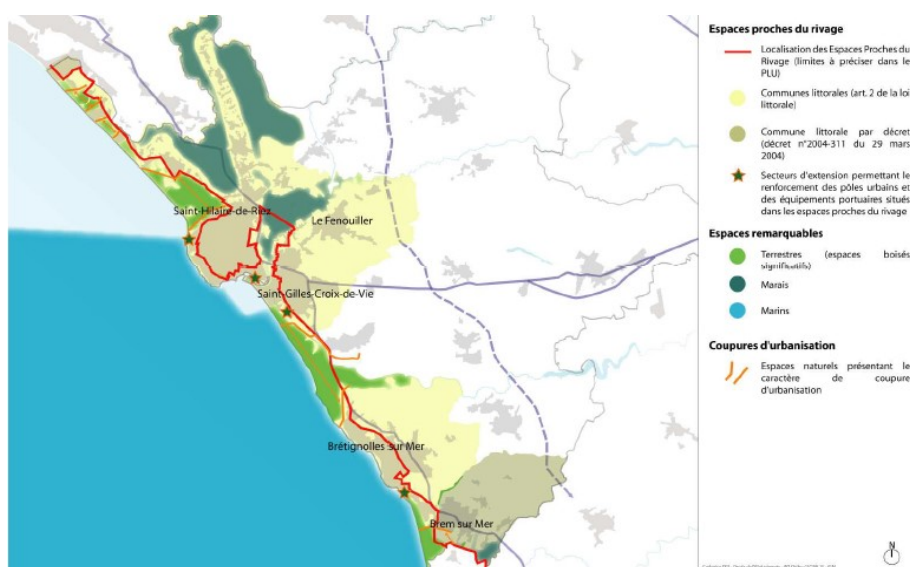 Espaces proches du rivage
Localisation des Espaces Proches du
Rivage (limites à préciser dans le
PLU)
Communes littorales (art. 2 de la loi
littorale)
Commune littorale par décret
(décret n°2004-311 du 29 mars
2004)
Secteurs d'extension permettant le
renforcement des pôles urbains et
des équipements portuaires situés
dans les espaces proches du rivage
Espaces remarquables
Terrestres (espaces boisés
significatifs)
Marais
Marins
Coupures d'urbanisation
Espaces naturels présentant le
caractère de coupure
d'urbanisation
Saint-Hilaire-de-Riez
Le Fenouiller
Saint-Gilles-Croix-de-Vie
Brétignolles sur Mer
Brem sur Mer
N